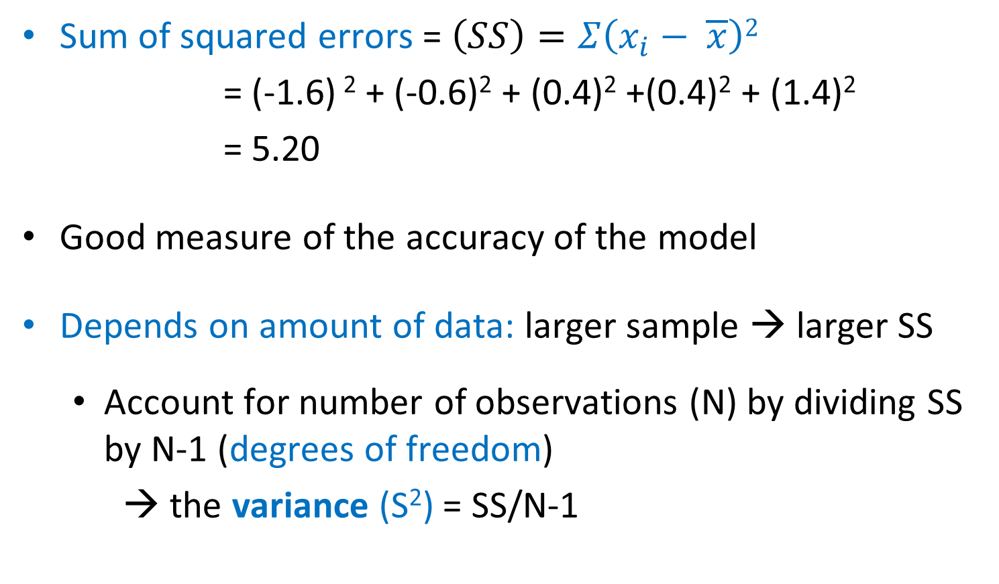 • Sum of squared errors = (SS) = Σ(xᵢ − x̅)²
= (-1.6) ² + (-0.6)² + (0.4)² +(0.4)² + (1.4)²
= 5.20
• Good measure of the accuracy of the model
• Depends on amount of data: larger sample → larger SS
• Account for number of observations (N) by dividing SS
by N-1 (degrees of freedom)
→ the variance (S²) = SS/N-1